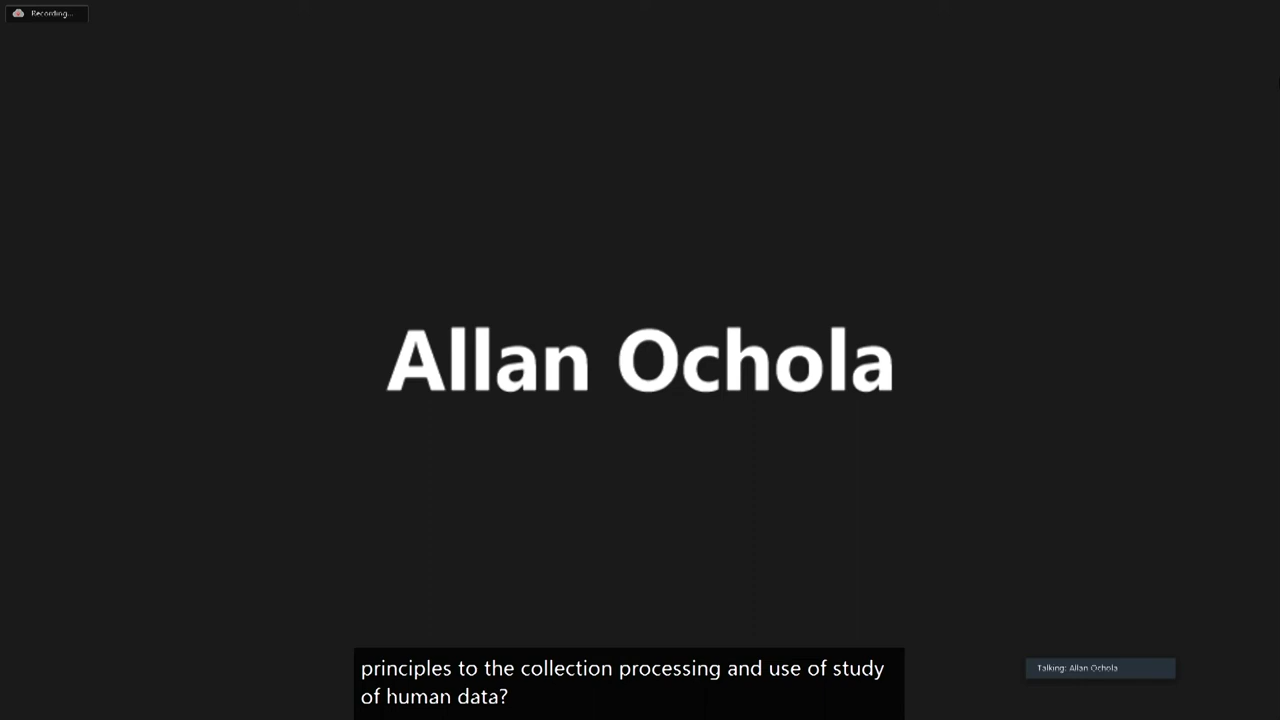 Recording...
Allan Ochola
principles to the collection processing and use of study
of human data?
Talking: Allan Ochola